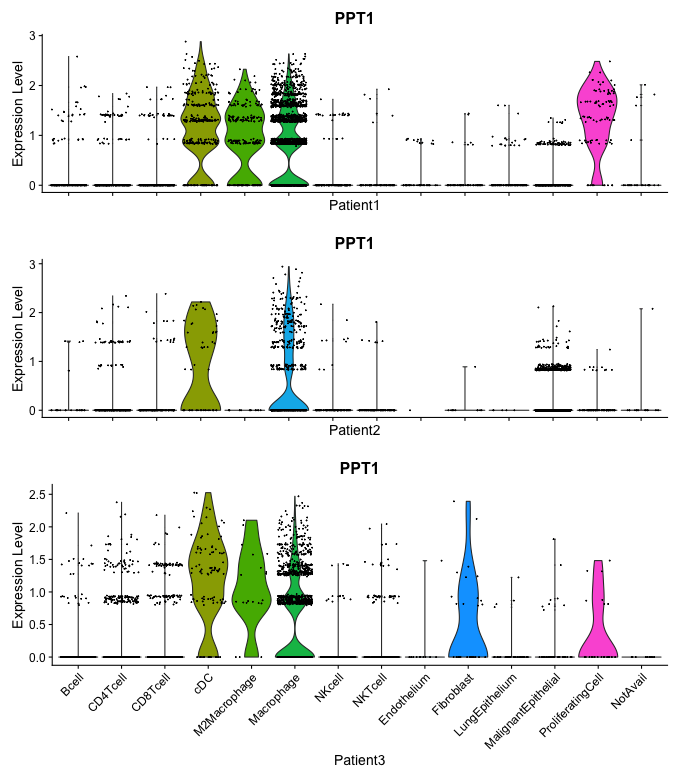 PPT1
Expression Level
3
2
1
0
Patient1
PPT1
Expression Level
3
2
1
0
Patient2
PPT1
Expression Level
2.5
2.0
1.5
1.0
0.5
0.0
Bcell
CD4Tcell
CD8Tcell
cDC
M2Macrophage
Macrophage
NKcell
NKTcell
Endothelium
Fibroblast
LungEpithelium
MalignantEpithelial
ProliferatingCell
NotAvail
Patient3